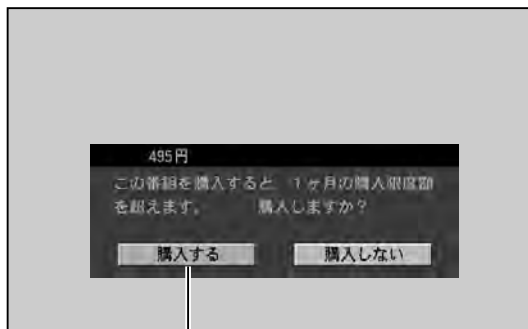 495円
この番組を購入すると 1ヶ月の購入限度額
を超えます。 購入しますか?
購入する 購入しない